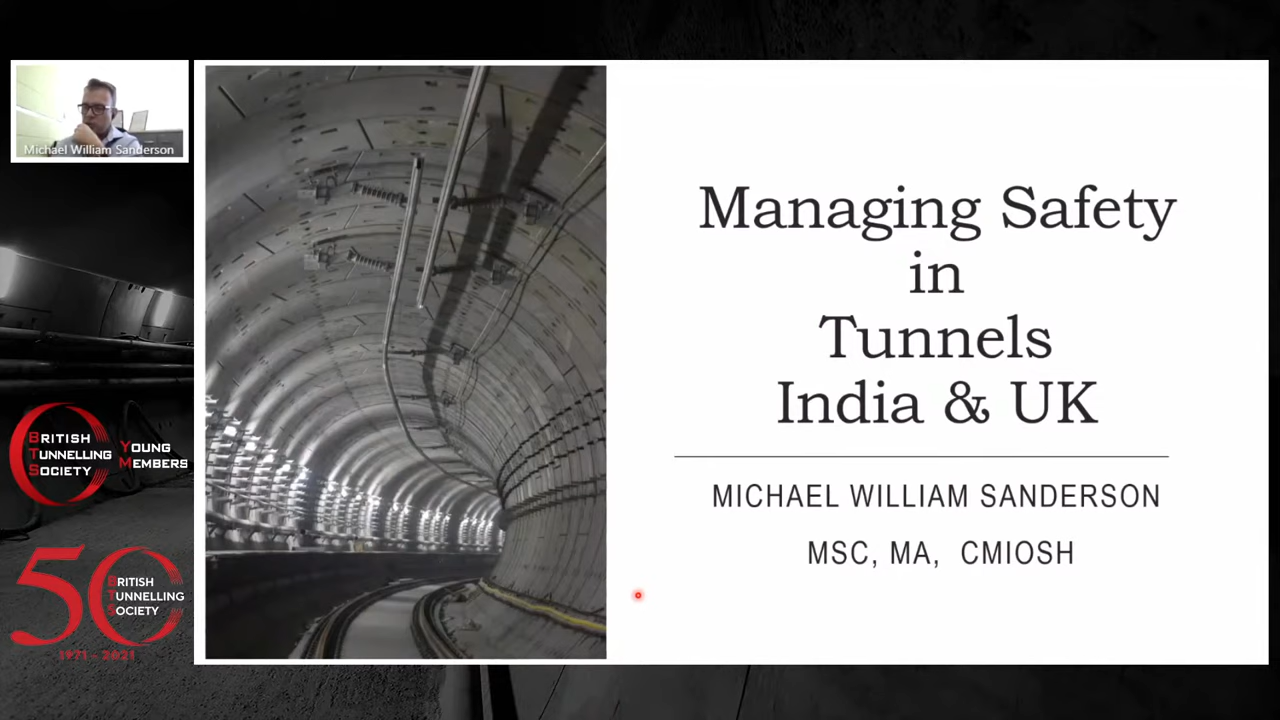 Michael William Sanderson
BRITISH
TUNNELLING
SOCIETY
YOUNG
MEMBERS
50
BRITISH
TUNNELLING
SOCIETY
1971 - 2021
Managing Safety
in
Tunnels
India & UK
MICHAEL WILLIAM SANDERSON
MSC, MA, CMIOSH